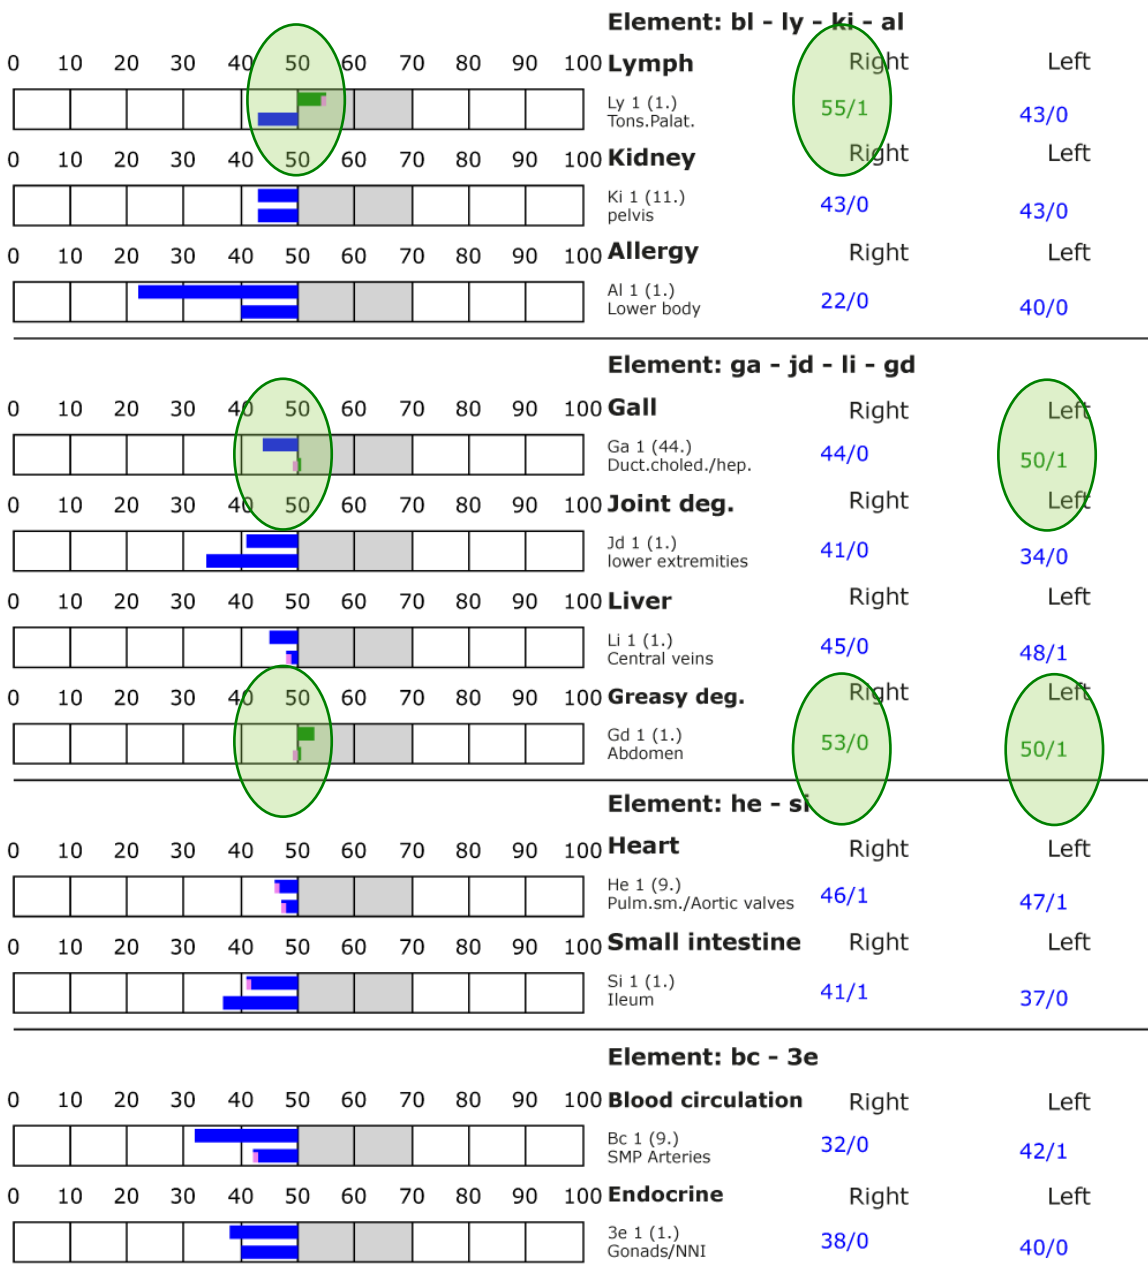 Element: bl - ly - ki - al
0 10 20 30 40 50 60 70 80 90 100 Lymph Right Left
Ly 1 (1.) 55/1 43/0
Tons.Palat.
0 10 20 30 40 50 60 70 80 90 100 Kidney Right Left
Ki 1 (11.) 43/0 43/0
pelvis
0 10 20 30 40 50 60 70 80 90 100 Allergy Right Left
Al 1 (1.) 22/0 40/0
Lower body
Element: ga - jd - li - gd
0 10 20 30 40 50 60 70 80 90 100 Gall Right Left
Ga 1 (44.) 44/0 50/1
Duct.choled./hep.
0 10 20 30 40 50 60 70 80 90 100 Joint deg. Right Left
Jd 1 (1.) 41/0 34/0
lower extremities
0 10 20 30 40 50 60 70 80 90 100 Liver Right Left
Li 1 (1.) 45/0 48/1
Central veins
0 10 20 30 40 50 60 70 80 90 100 Greasy deg. Right Left
Gd 1 (1.) 53/0 50/1
Abdomen
Element: he - si
0 10 20 30 40 50 60 70 80 90 100 Heart Right Left
He 1 (9.) 46/1 47/1
Pulm.sm./Aortic valves
0 10 20 30 40 50 60 70 80 90 100 Small intestine Right Left
Si 1 (1.) 41/1 37/0
Ileum
Element: bc - 3e
0 10 20 30 40 50 60 70 80 90 100 Blood circulation Right Left
Bc 1 (9.) 32/0 42/1
SMP Arteries
0 10 20 30 40 50 60 70 80 90 100 Endocrine Right Left
3e 1 (1.) 38/0 40/0
Gonads/NNI